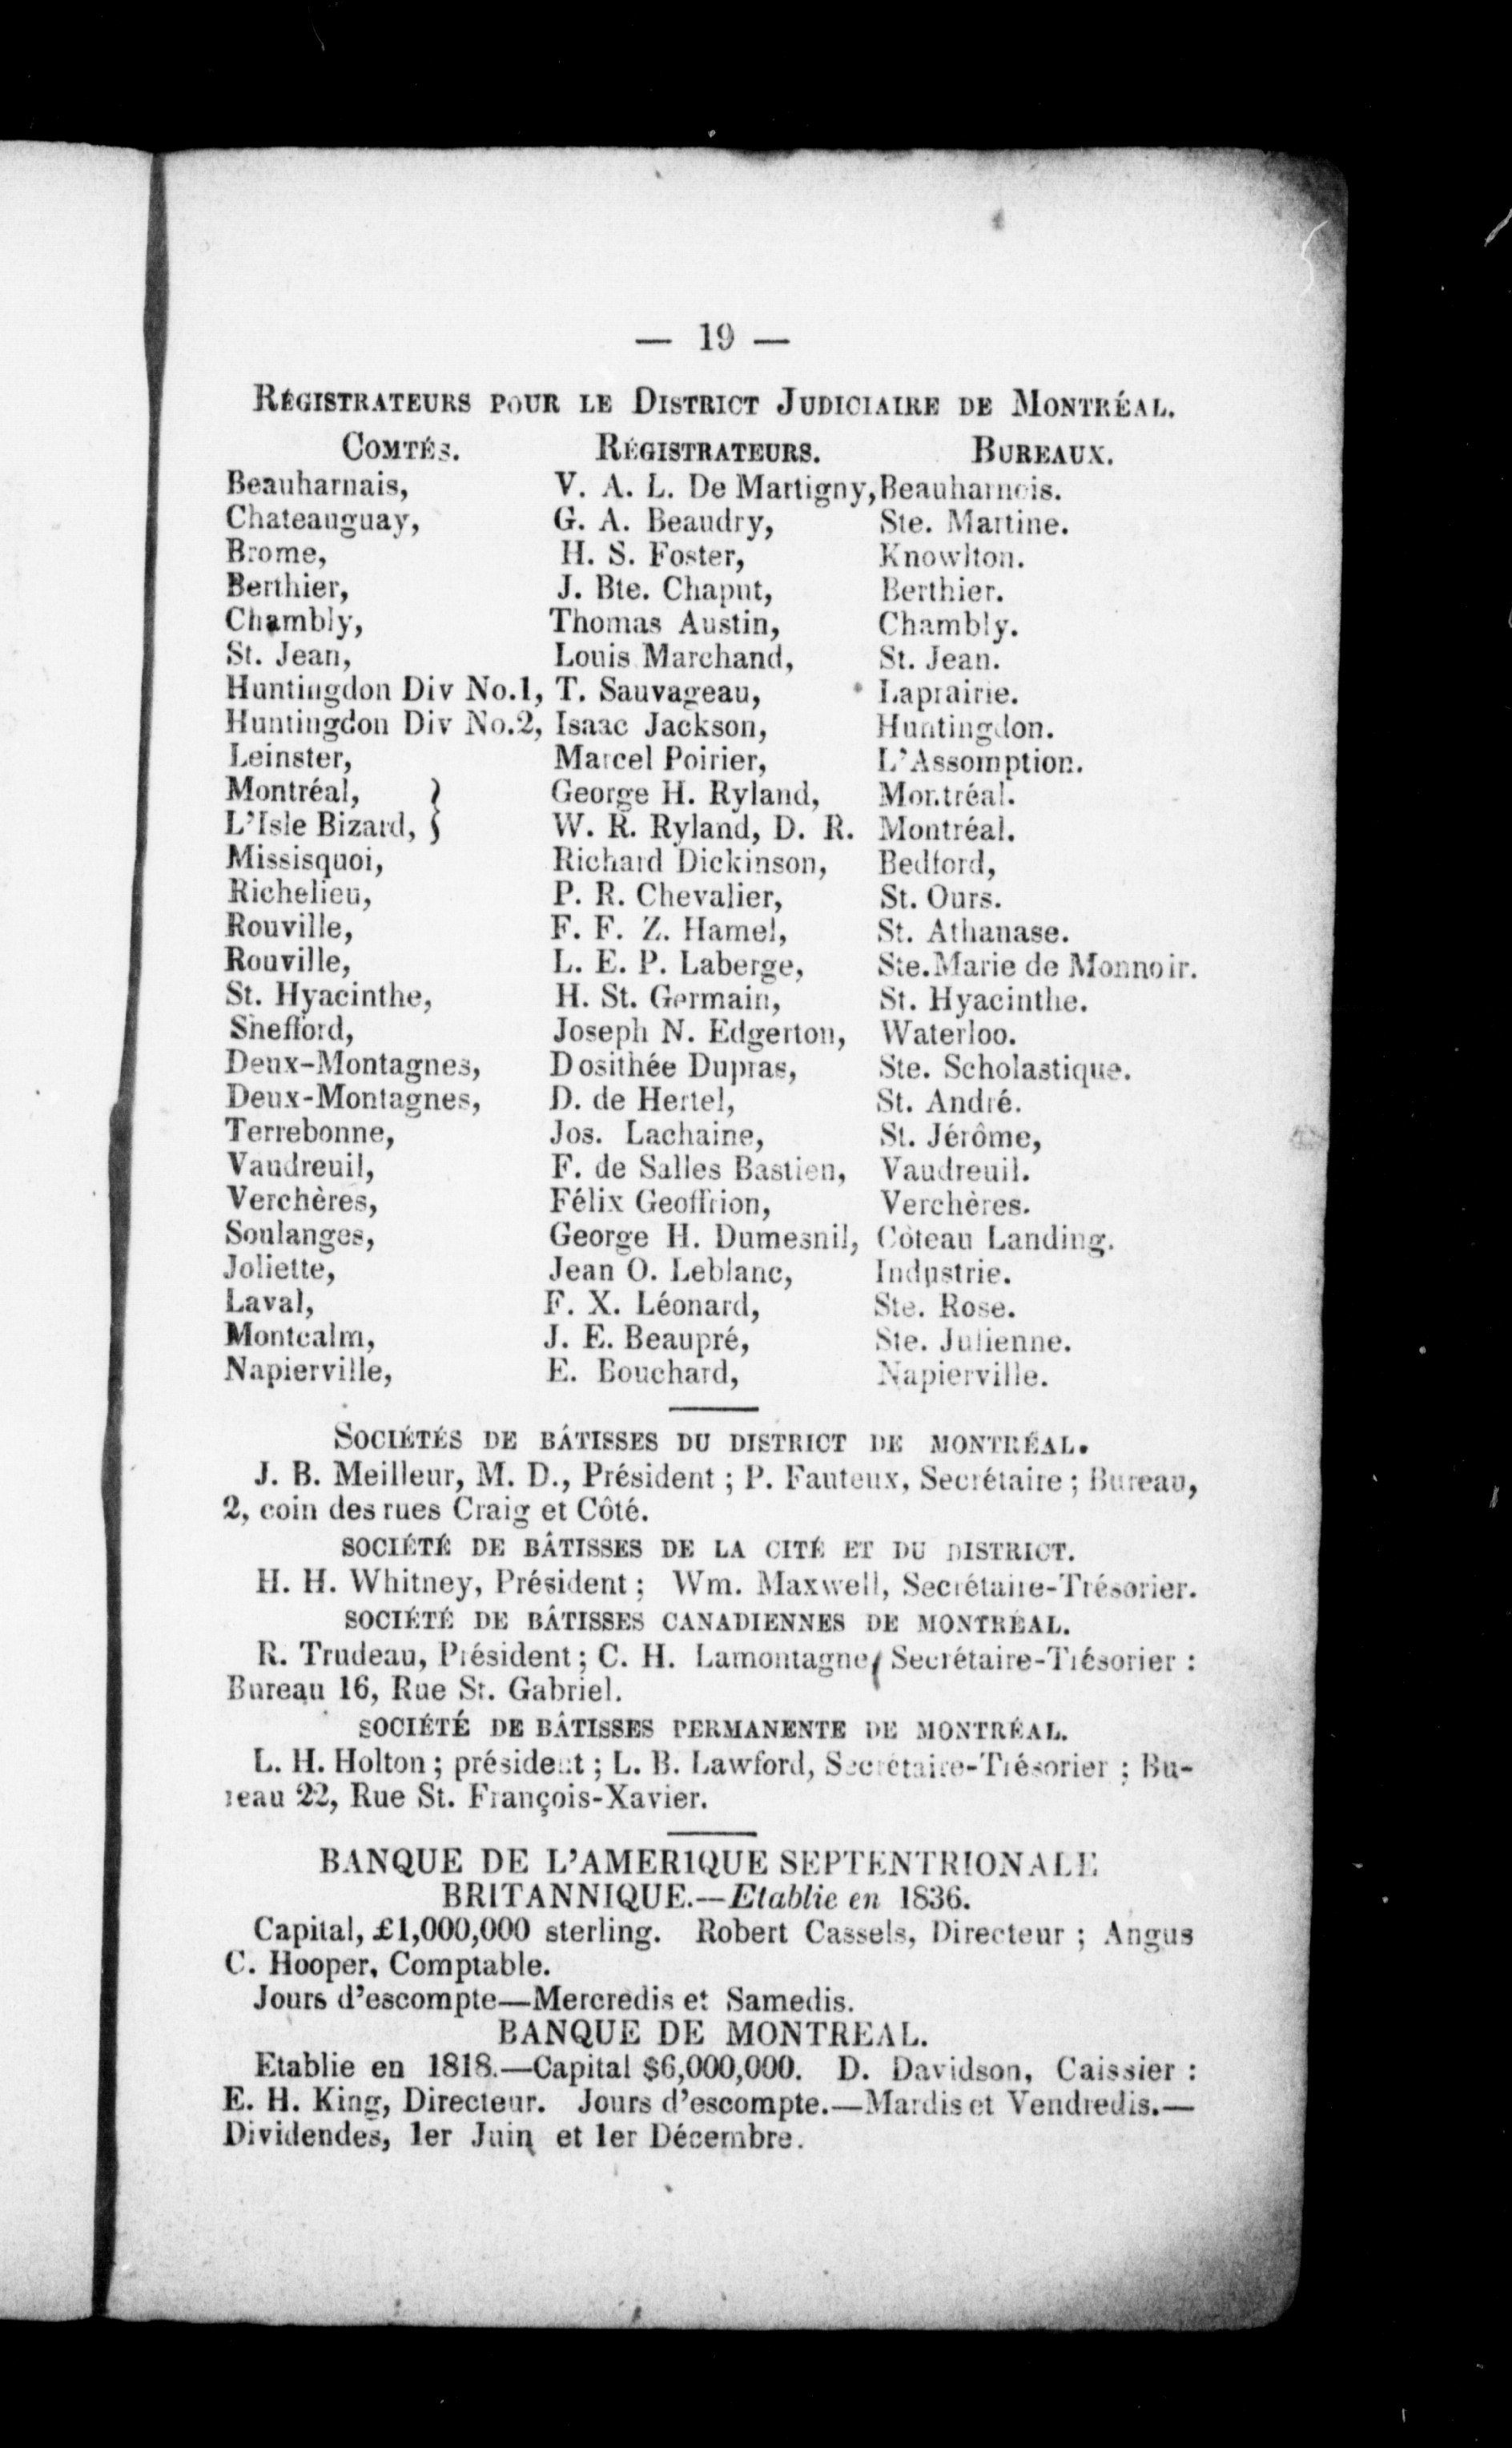 — 19 —
Régistrateurs pour le District Judiciaire de Montréal.
Comtés. Régistrateurs. Bureaux.
Beauharnais, V. A. L. De Martigny, Beauharnois.
Chateauguay, G. A. Beaudry, Ste. Martine.
Brome, H. S. Foster, Knowlton.
Berthier, J. Bte. Chaput, Berthier.
Chambly, Thomas Austin, Chambly.
St. Jean, Louis Marchand, St. Jean.
Huntingdon Div No.1, T. Sauvageau, Laprairie.
Huntingdon Div No.2, Isaac Jackson, Huntingdon.
Leinster, Marcel Poirier, L'Assomption.
Montréal, } George H. Ryland, Montréal.
L'Isle Bizard, } W. R. Ryland, D. R. Montréal.
Missisquoi, Richard Dickinson, Bedford,
Richelieu, P. R. Chevalier, St. Ours.
Rouville, F. F. Z. Hamel, St. Athanase.
Rouville, L. E. P. Laberge, Ste.Marie de Monnoir.
St. Hyacinthe, H. St. Germain, St. Hyacinthe.
Shefford, Joseph N. Edgerton, Waterloo.
Deux-Montagnes, Dosithée Dupras, Ste. Scholastique.
Deux-Montagnes, D. de Hertel, St. André.
Terrebonne, Jos. Lachaine, St. Jérôme,
Vaudreuil, F. de Salles Bastien, Vaudreuil.
Verchères, Félix Geoffrion, Verchères.
Soulanges, George H. Dumesnil, Côteau Landing.
Joliette, Jean O. Leblanc, Industrie.
Laval, F. X. Léonard, Ste. Rose.
Montcalm, J. E. Beaupré, Ste. Julienne.
Napierville, E. Bouchard, Napierville.
Sociétés de bâtisses du district de montréal.
J. B. Meilleur, M. D., Président ; P. Fauteux, Secrétaire ; Bureau,
2, coin des rues Craig et Côté.
SOCIÉTÉ DE BÂTISSES DE LA CITÉ ET DU DISTRICT.
H. H. Whitney, Président ; Wm. Maxwell, Secrétaire-Trésorier.
SOCIÉTÉ DE BÂTISSES CANADIENNES DE MONTRÉAL.
R. Trudeau, Président ; C. H. Lamontagne, Secrétaire-Trésorier :
Bureau 16, Rue St. Gabriel.
SOCIÉTÉ DE BÂTISSES PERMANENTE DE MONTRÉAL.
L. H. Holton ; président ; L. B. Lawford, Secrétaire-Trésorier ; Bu-
reau 22, Rue St. François-Xavier.
BANQUE DE L'AMERIQUE SEPTENTRIONALE
BRITANNIQUE.—Etablie en 1836.
Capital, £1,000,000 sterling. Robert Cassels, Directeur ; Angus
C. Hooper, Comptable.
Jours d'escompte—Mercredis et Samedis.
BANQUE DE MONTREAL.
Etablie en 1818.—Capital $6,000,000. D. Davidson, Caissier :
E. H. King, Directeur. Jours d'escompte.—Mardis et Vendredis.—
Dividendes, 1er Juin et 1er Décembre.